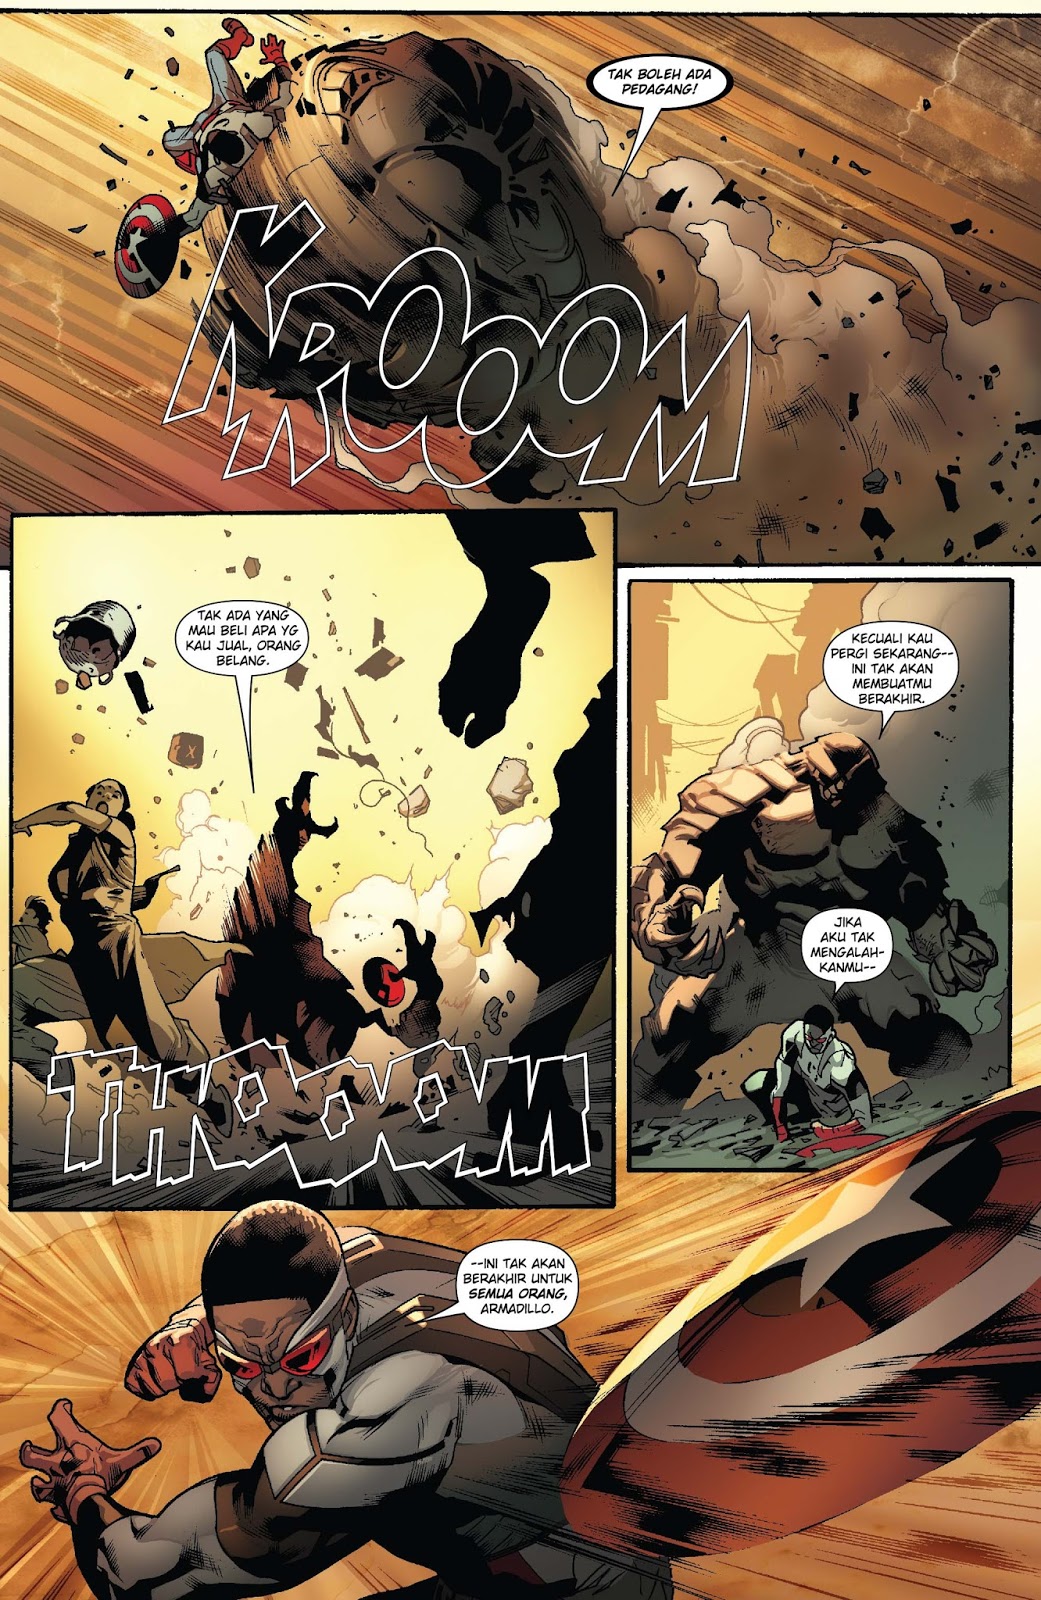 TAK BOLEH ADA
PEDAGANG!
KROOOM
TAK ADA YANG
MAU BELI APA YG
KAU JUAL, ORANG
BELANG.
THOOOOM
KECUALI KAU
PERGI SEKARANG--
INI TAK AKAN
MEMBUATMU
BERAKHIR.
JIKA
AKU TAK
MENGALAH-
KANMU--
--INI TAK AKAN
BERAKHIR UNTUK
SEMUA ORANG,
ARMADILLO.